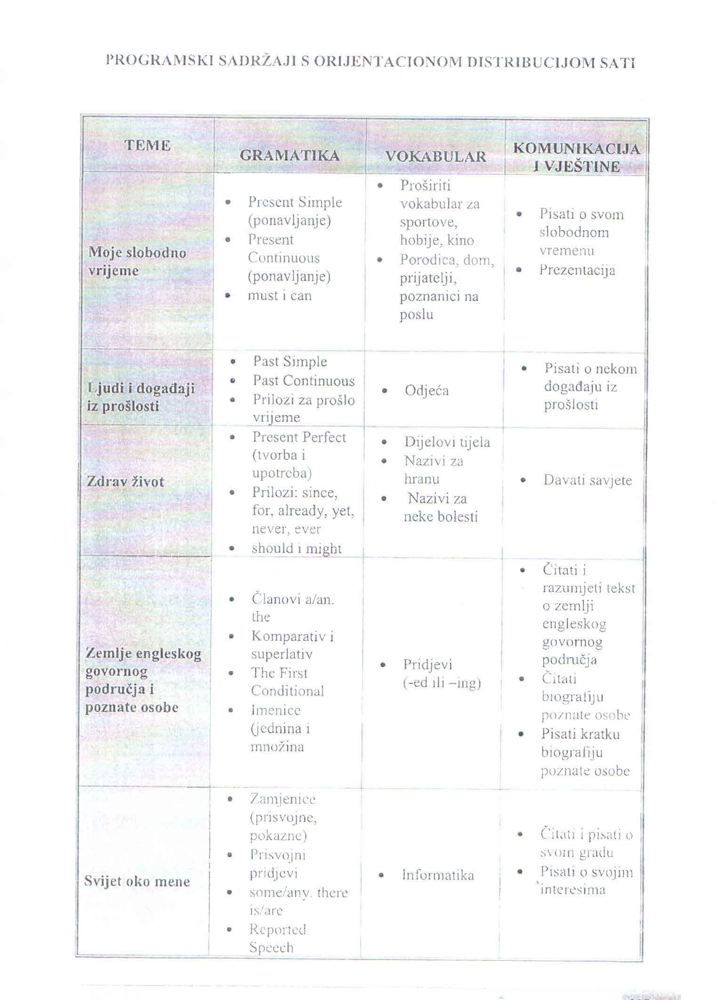 PROGRAMSKI SADRŽAJI S ORIJENTACIONOM DISTRIBUCIJOM SATI
TEME
GRAMATIKA
VOKABULAR
KOMUNIKACIJA
I VJEŠTINE
Moje slobodno
vrijeme
• Present Simple
(ponavljanje)
• Present
Continuous
(ponavljanje)
• must i can
• Proširiti
vokabular za
sportove,
hobije, kino
• Porodica, dom,
prijatelji,
poznanici na
poslu
• Pisati o svom
slobodnom
vremenu
• Prezentacija
Ljudi i događaji
iz prošlosti
• Past Simple
• Past Continuous
• Prilozi za prošlo
vrijeme
• Odjeća
• Pisati o nekom
događaju iz
prošlosti
Zdrav život
• Present Perfect
(tvorba i
upotreba)
• Prilozi: since,
for, already, yet,
never, ever
• should i might
• Dijelovi tijela
• Nazivi za
hranu
• Nazivi za
neke bolesti
• Davati savjete
Zemlje engleskog
govornog
područja i
poznate osobe
• Članovi a/an.
the
• Komparativ i
superlativ
• The First
Conditional
• Imenice
(jednina i
množina
• Pridjevi
(-ed ili –ing)
• Čitati i
razumjeti tekst
o zemlji
engleskog
govornog
područja
• Čitati
biografiju
poznate osobe
• Pisati kratku
biografiju
poznate osobe
Svijet oko mene
• Zamjenice
(prisvojne,
pokazne)
• Prisvojni
pridjevi
• some/any. there
is/are
• Reported
Speech
• Informatika
• Čitati i pisati o
svom gradu
• Pisati o svojim
interesima